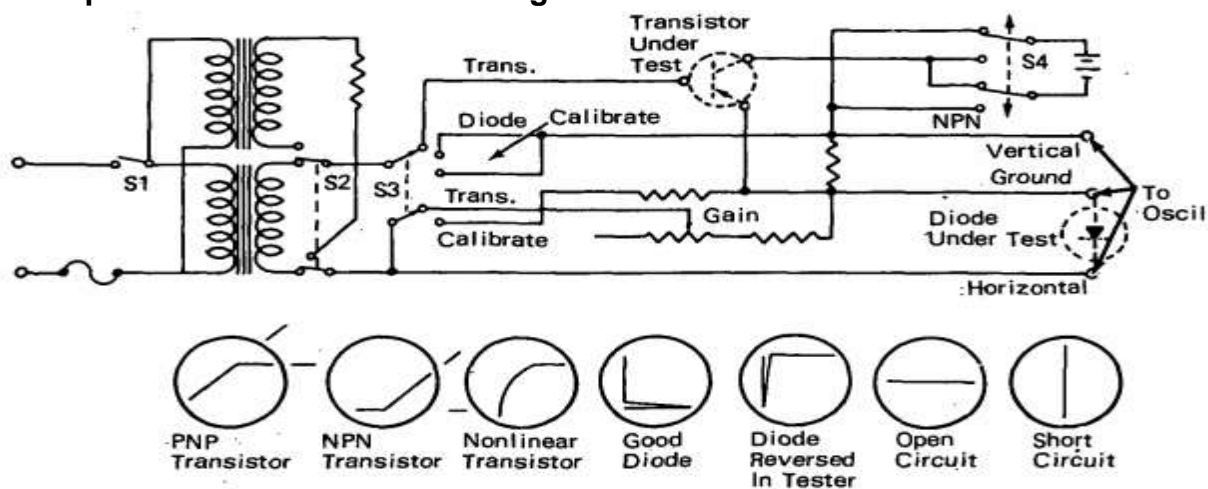 Transistor
Under
Test
Trans.
Diode
Calibrate
S4
NPN
S1
S2
S3
Vertical
Ground
To
Oscil
Trans.
Gain
Calibrate
Diode
Under Test
Horizontal
PNP
Transistor
NPN
Transistor
Nonlinear
Transistor
Good
Diode
Diode
Reversed
In Tester
Open
Circuit
Short
Circuit